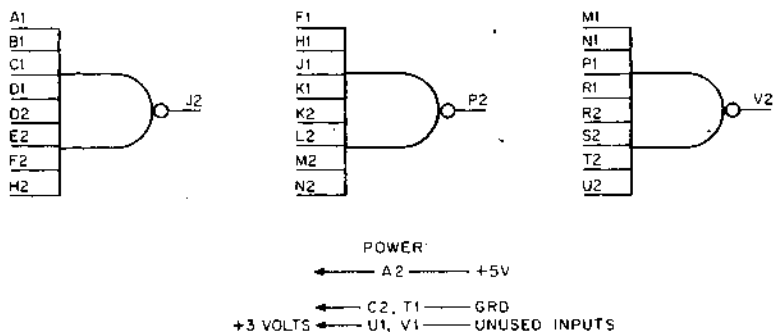 A1 F1 M1
B1 H1 N1
C1 J1 P1
D1 J2 K1 P2 R1 V2
D2 K2 R2
E2 L2 S2
F2 M2 T2
H2 N2 U2
POWER
A2 +5V
C2, T1 GRD
+3 VOLTS U1, V1 UNUSED INPUTS